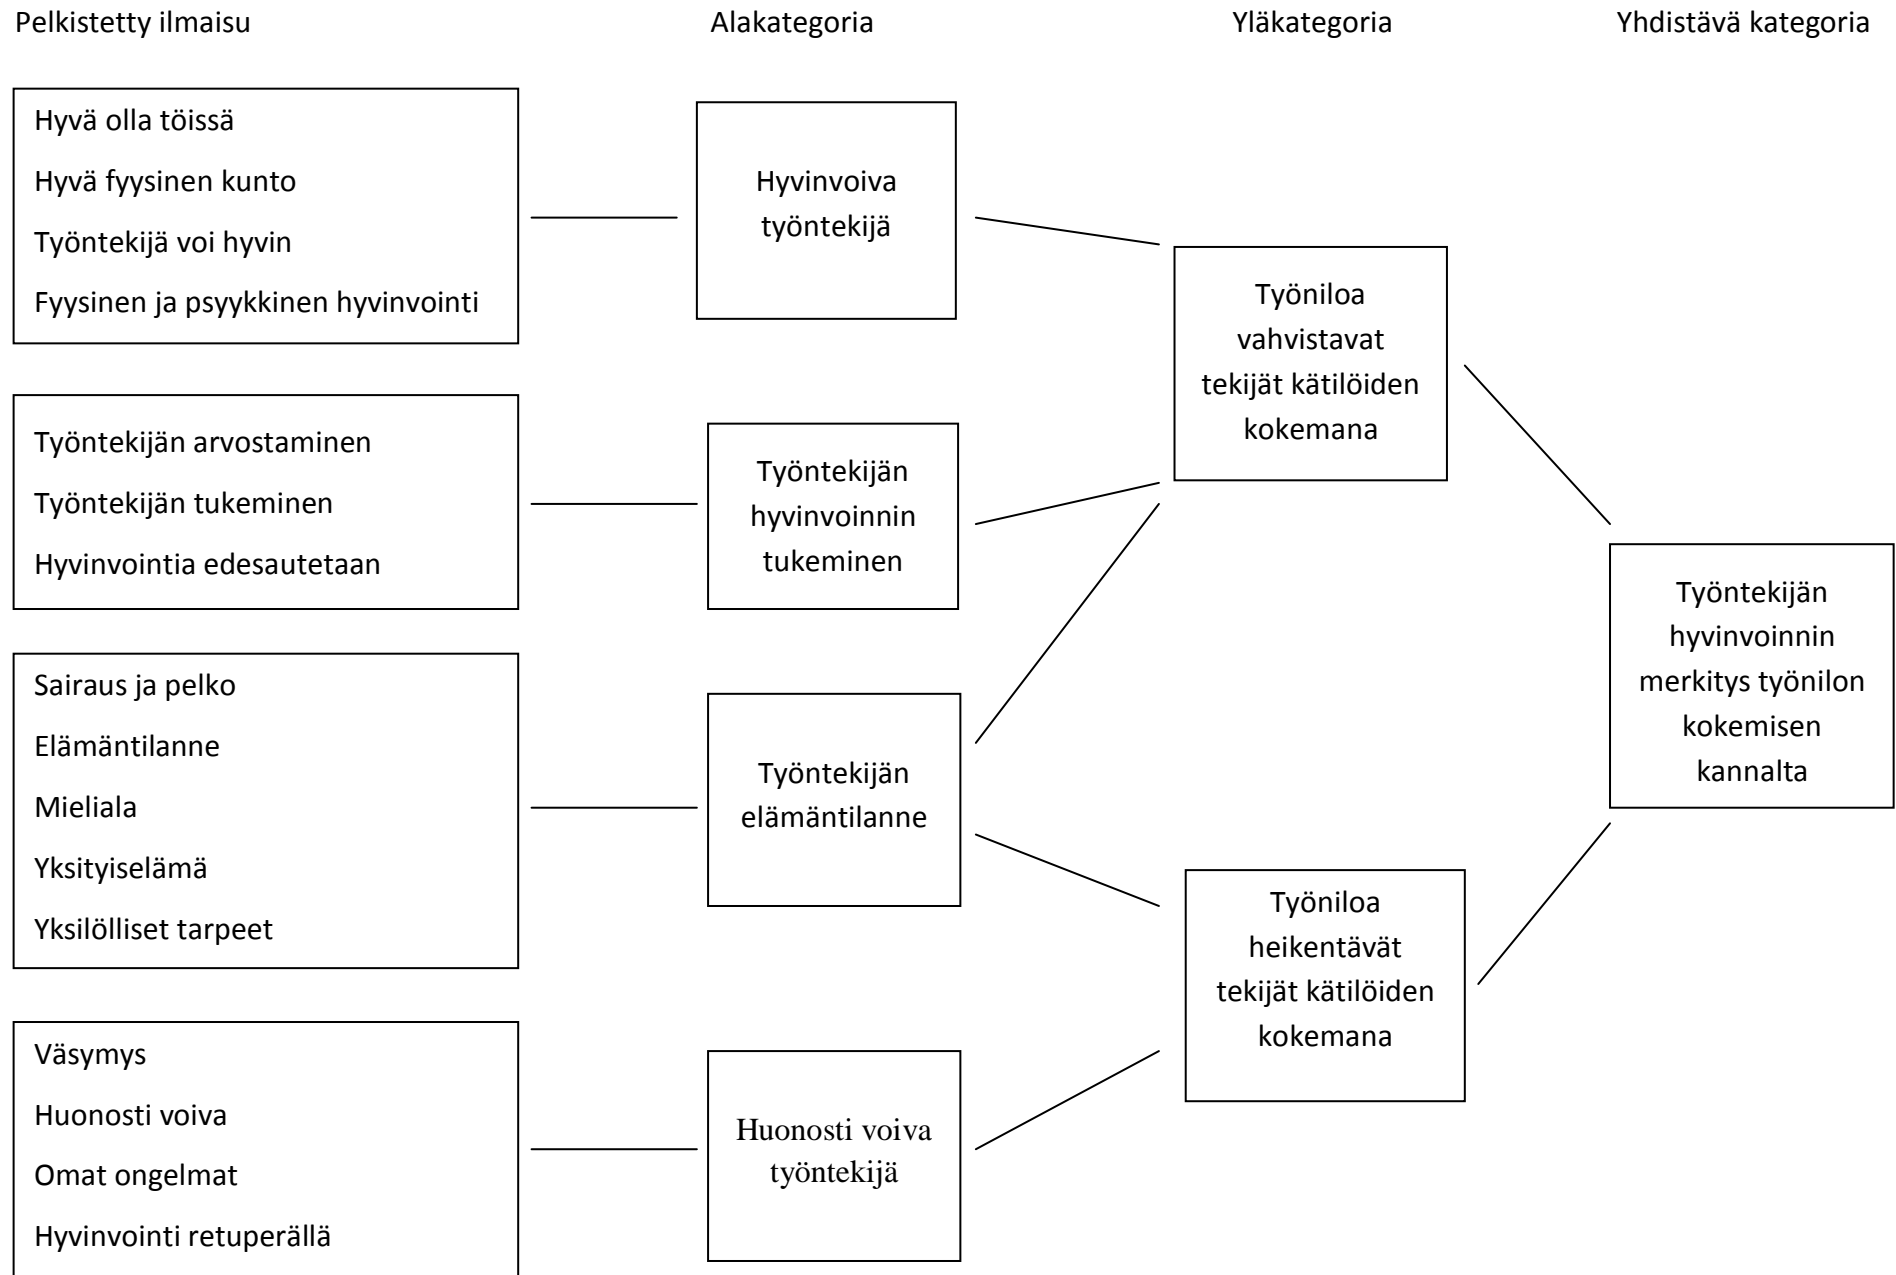 Pelkistetty ilmaisu
Alakategoria
Yläkategoria
Yhdistävä kategoria
Hyvä olla töissä
Hyvä fyysinen kunto
Työntekijä voi hyvin
Fyysinen ja psyykkinen hyvinvointi
Työntekijän arvostaminen
Työntekijän tukeminen
Hyvinvointia edesautetaan
Sairaus ja pelko
Elämäntilanne
Mieliala
Yksityiselämä
Yksilölliset tarpeet
Väsymys
Huonosti voiva
Omat ongelmat
Hyvinvointi retuperällä
Hyvinvoiva
työntekijä
Työntekijän
hyvinvoinnin
tukeminen
Työntekijän
elämäntilanne
Huonosti voiva
työntekijä
Työniloa
vahvistavat
tekijät kätilöiden
kokemana
Työniloa
heikentävät
tekijät kätilöiden
kokemana
Työntekijän
hyvinvoinnin
merkitys työnilon
kokemisen
kannalta